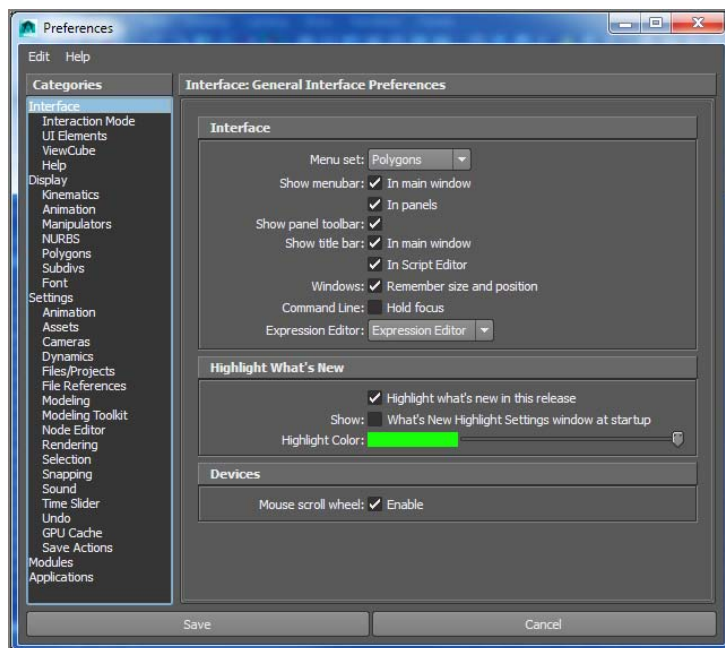 Preferences
Edit Help
Categories
Interface
Interaction Mode
UI Elements
ViewCube
Help
Display
Kinematics
Animation
Manipulators
NURBS
Polygons
Subdivs
Font
Settings
Animation
Assets
Cameras
Dynamics
Files/Projects
File References
Modeling
Modeling Toolkit
Node Editor
Rendering
Selection
Snapping
Sound
Time Slider
Undo
GPU Cache
Save Actions
Modules
Applications
Interface: General Interface Preferences
Interface
Menu set: Polygons
Show menubar: In main window
In panels
Show panel toolbar:
Show title bar: In main window
In Script Editor
Windows: Remember size and position
Command Line: Hold focus
Expression Editor: Expression Editor
Highlight What's New
Highlight what's new in this release
Show: What's New Highlight Settings window at startup
Highlight Color:
Devices
Mouse scroll wheel: Enable
Save Cancel